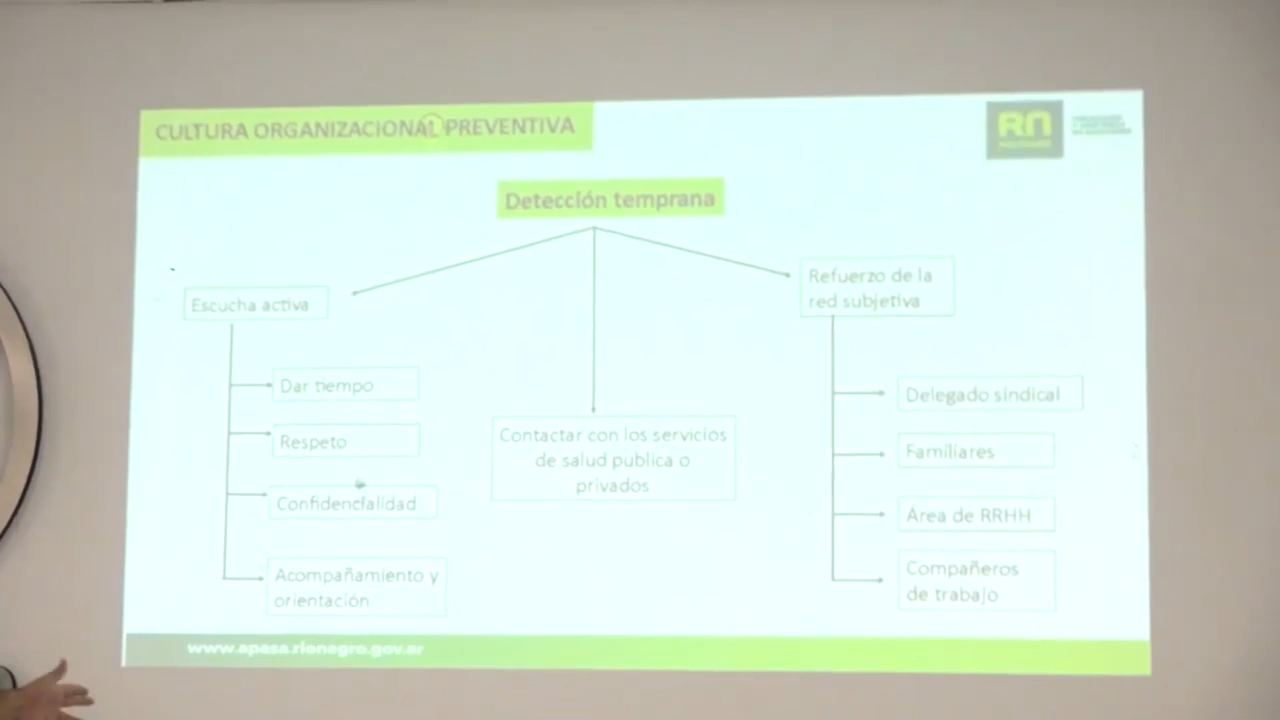 CULTURA ORGANIZACIONAL PREVENTIVA
RN
Detección temprana
Escucha activa
Dar tiempo
Respeto
Confidencialidad
Acompañamiento y
orientación
Contactar con los servicios
de salud publica o
privados
Refuerzo de la
red subjetiva
Delegado sindical
Familiares
Área de RRHH
Compañeros
de trabajo
www.apasa.rionegro.gov.ar